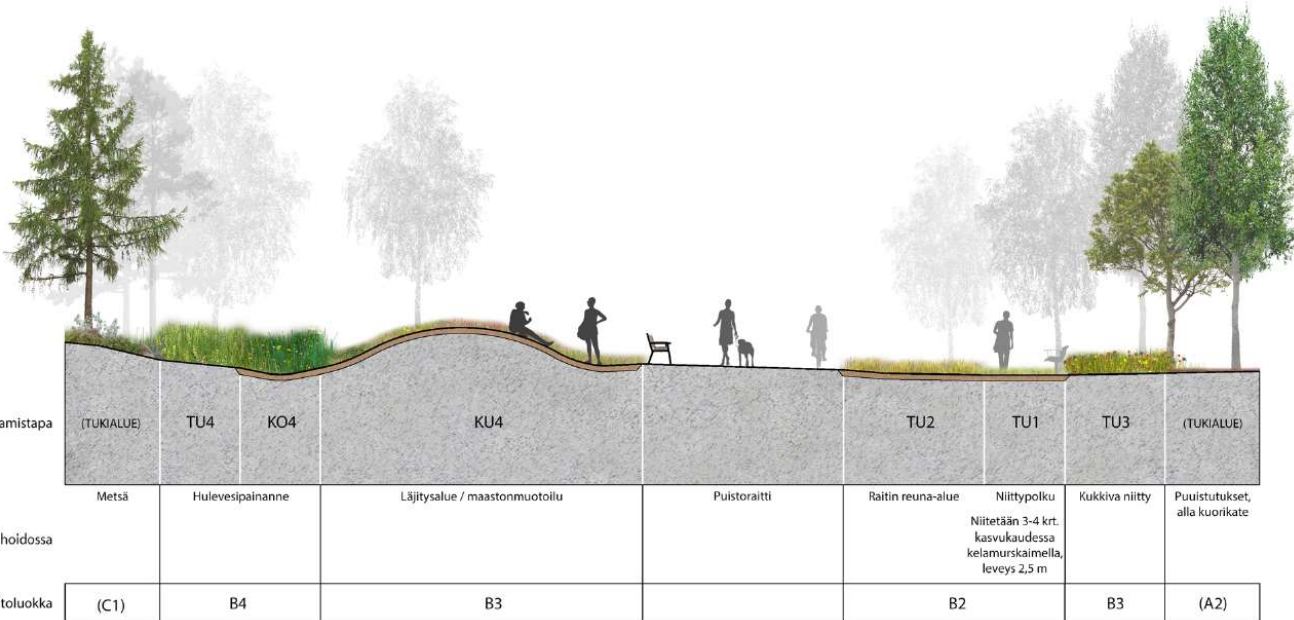 amistapa
(TUKIALUE)
TU4
KO4
KU4
TU2
TU1
TU3
(TUKIALUE)
Metsä
Hulevesipainanne
Läjitysalue / maastonmuotoilu
Puistoraitti
Raitin reuna-alue
Niittypolku
Kukkiva niitty
Puuistutukset,
alla kuorikate
hoidossa
Niitetään 3-4 krt.
kasvukaudessa
kelamurskaimella,
leveys 2,5 m
toluokka
(C1)
B4
B3
B2
B3
(A2)